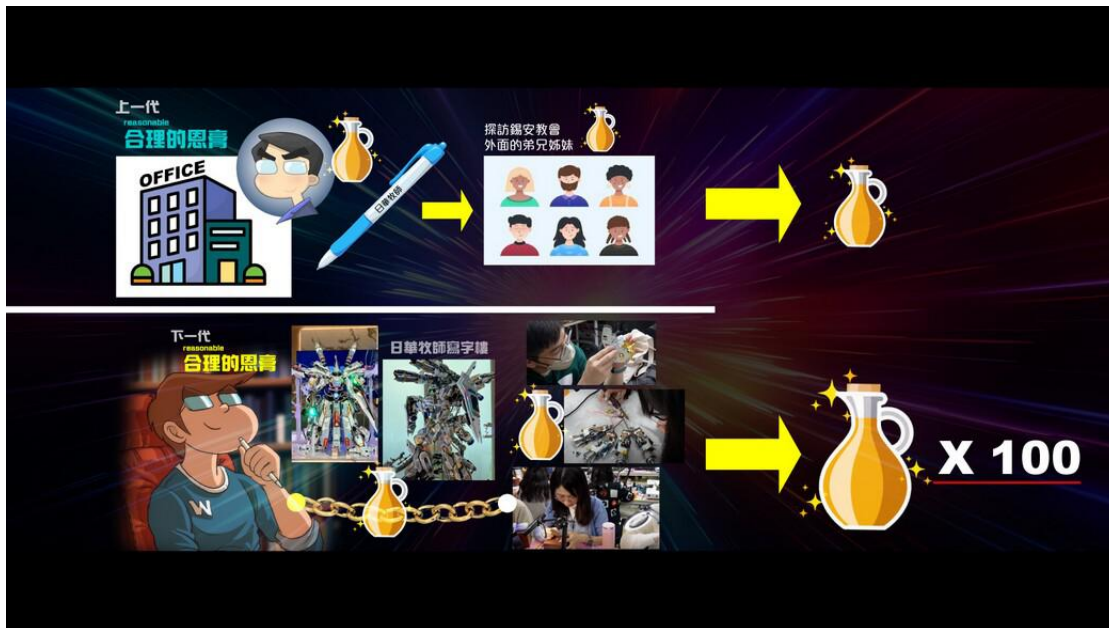 上一代
reasonable
合理的恩膏
OFFICE
日華牧師
探訪錫安教會
外面的弟兄姊妹
下一代
reasonable
合理的恩膏
日華牧師寫字樓
W
X 100